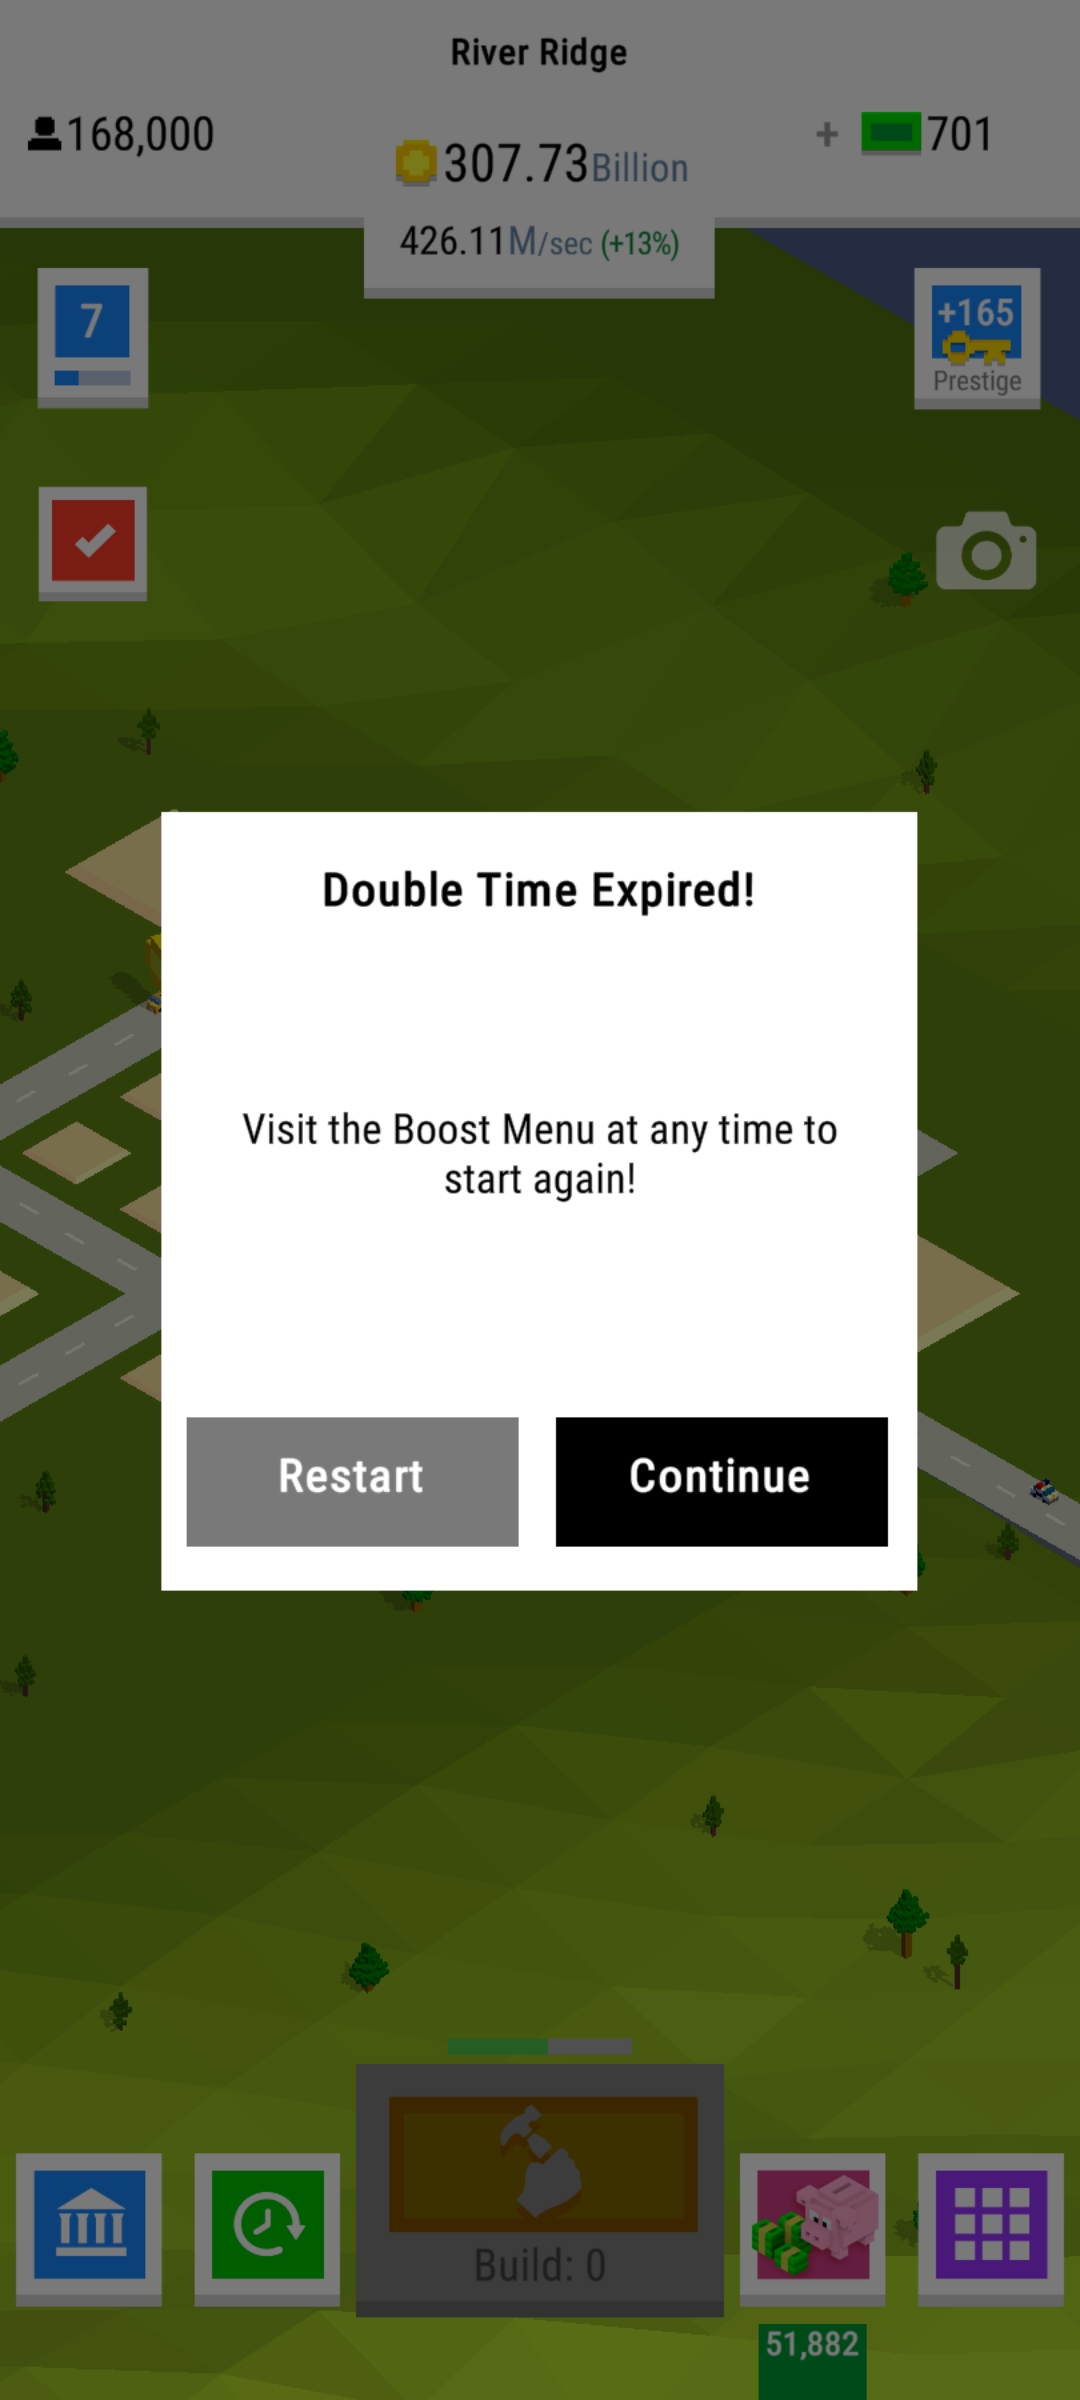 River Ridge
168,000
307.73Billion
+ 701
426.11M/sec (+13%)
7
+165
Prestige
Double Time Expired!
Visit the Boost Menu at any time to
start again!
Restart
Continue
Build: 0
51,882